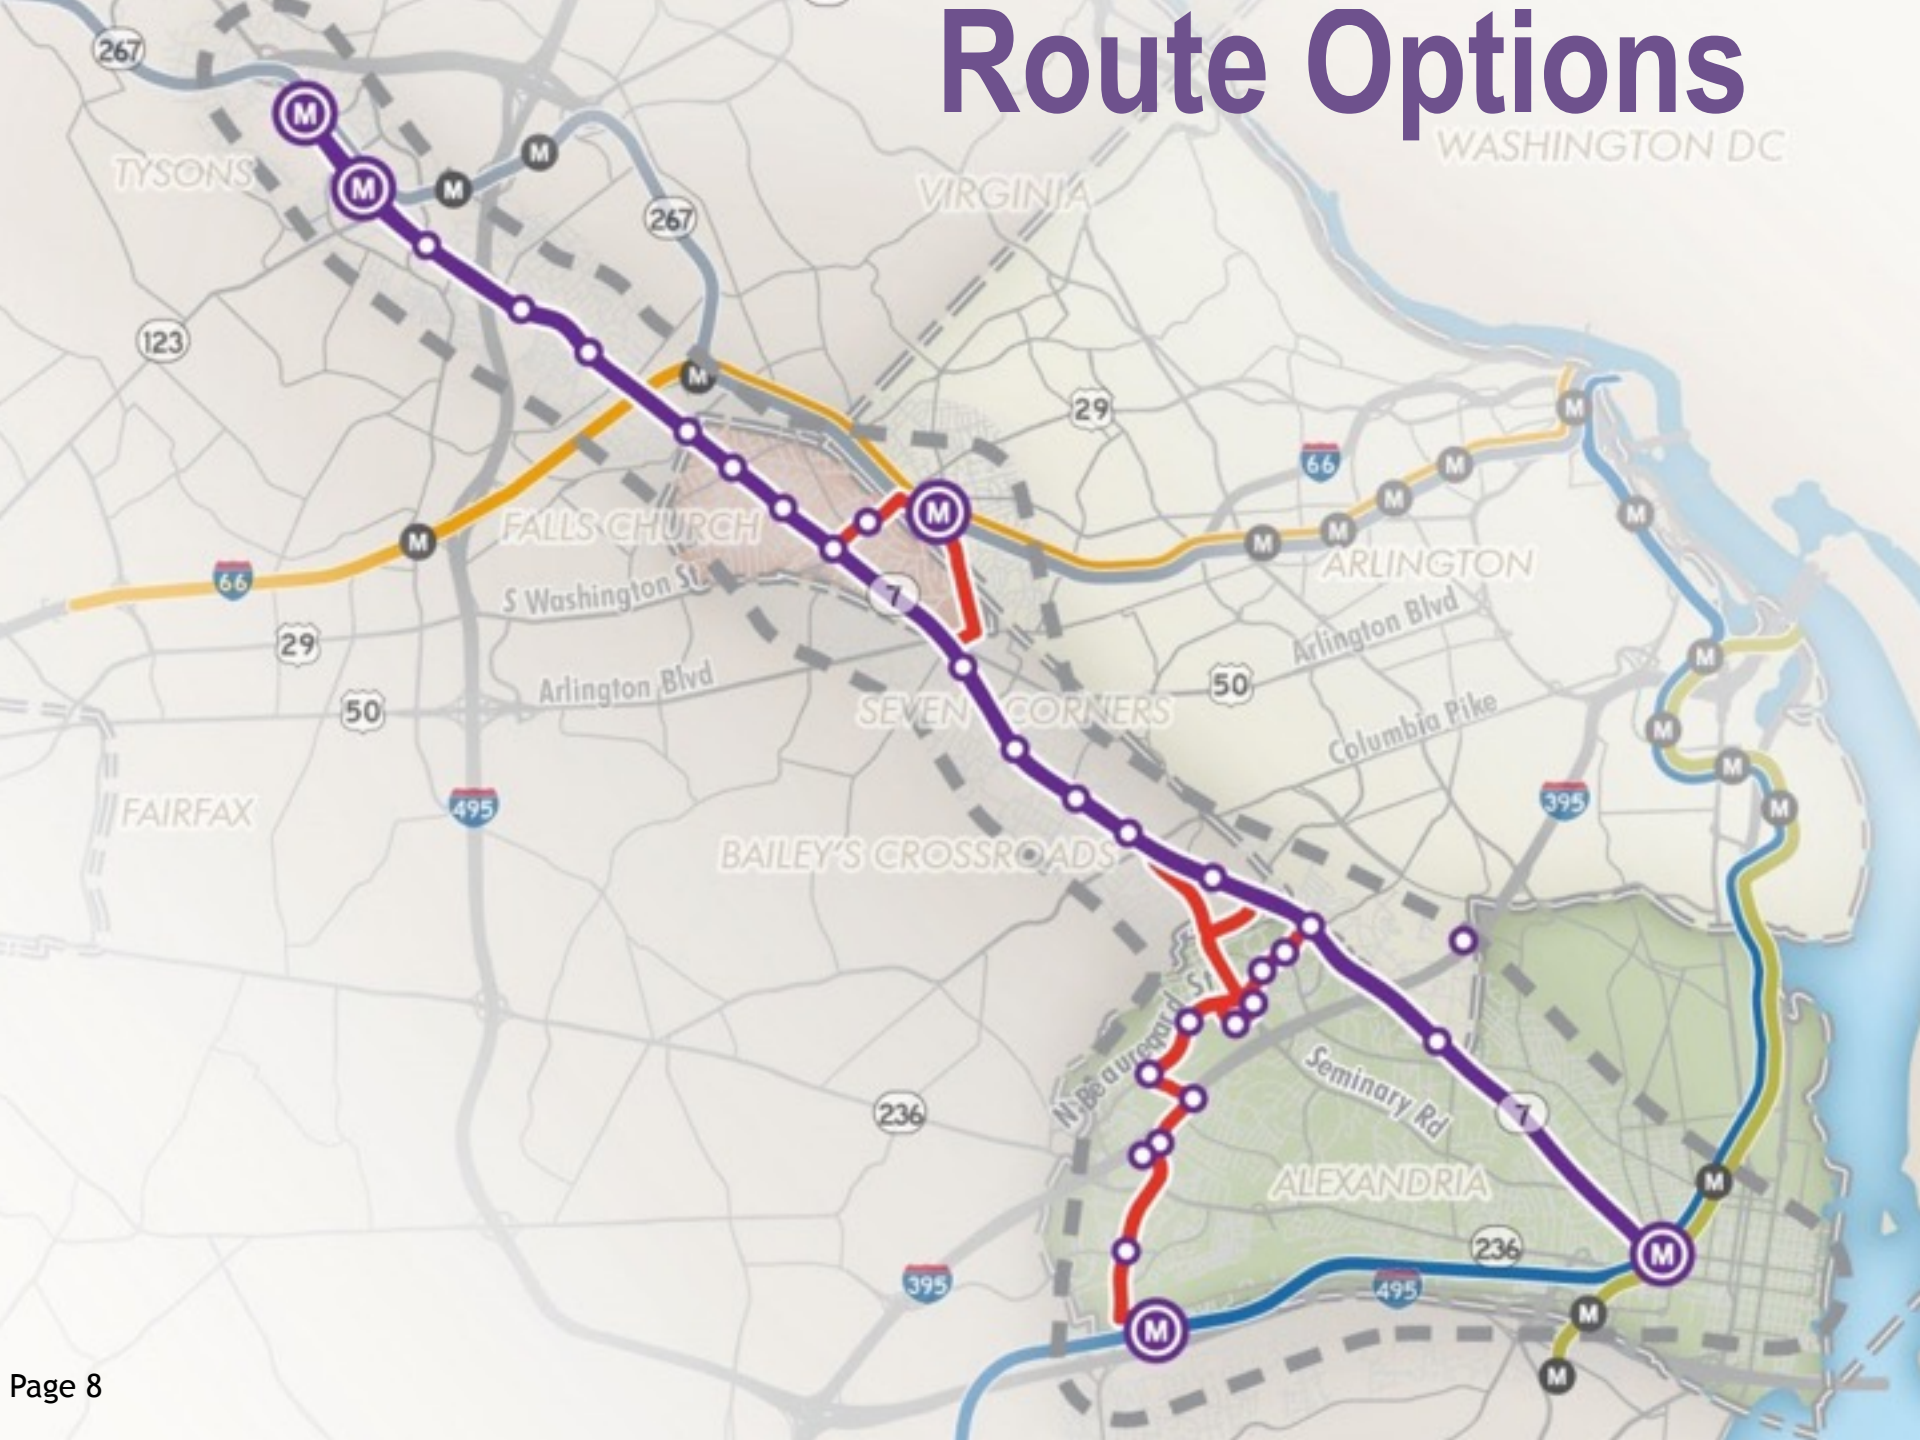 Route Options
267
M
WASHINGTON DC
M
TYSONS
M
M
VIRGINIA
267
123
M
29
M
66
M
M
M
FALLS CHURCH
M
M
M
M
ARLINGTON
66
S Washington St
7
29
Arlington Blvd
M
50
Arlington Blvd
50
SEVEN CORNERS
Columbia Pike
M
M
FAIRFAX
495
395
M
BAILEY'S CROSSROADS
N. Beauregard St
Seminary Rd
236
7
ALEXANDRIA
M
236
M
395
495
M
M
M
Page 8